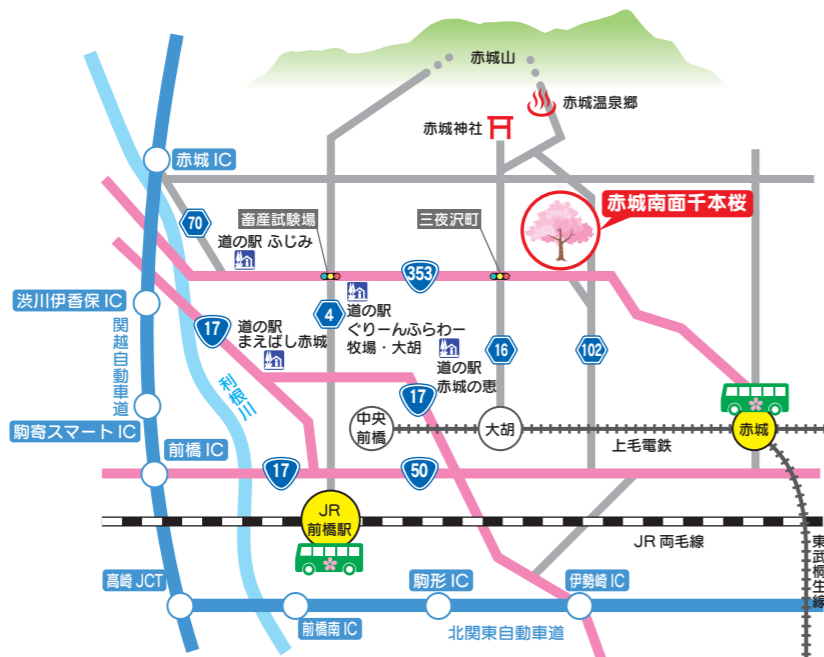 赤城山
赤城温泉郷
赤城神社
赤城 IC
赤城南面千本桜
70
畜産試験場
三夜沢町
道の駅 ふじみ
353
渋川伊香保 IC
関越自動車道
17
道の駅
まえばし赤城
4
道の駅
ぐりーんふらわー
牧場・大胡
16
102
道の駅
赤城の恵
17
利根川
駒寄スマート IC
中央
前橋
大胡
赤城
上毛電鉄
前橋 IC
17
50
JR
前橋駅
JR 両毛線
東武桐生線
高崎 JCT
前橋南 IC
駒形 IC
伊勢崎 IC
北関東自動車道